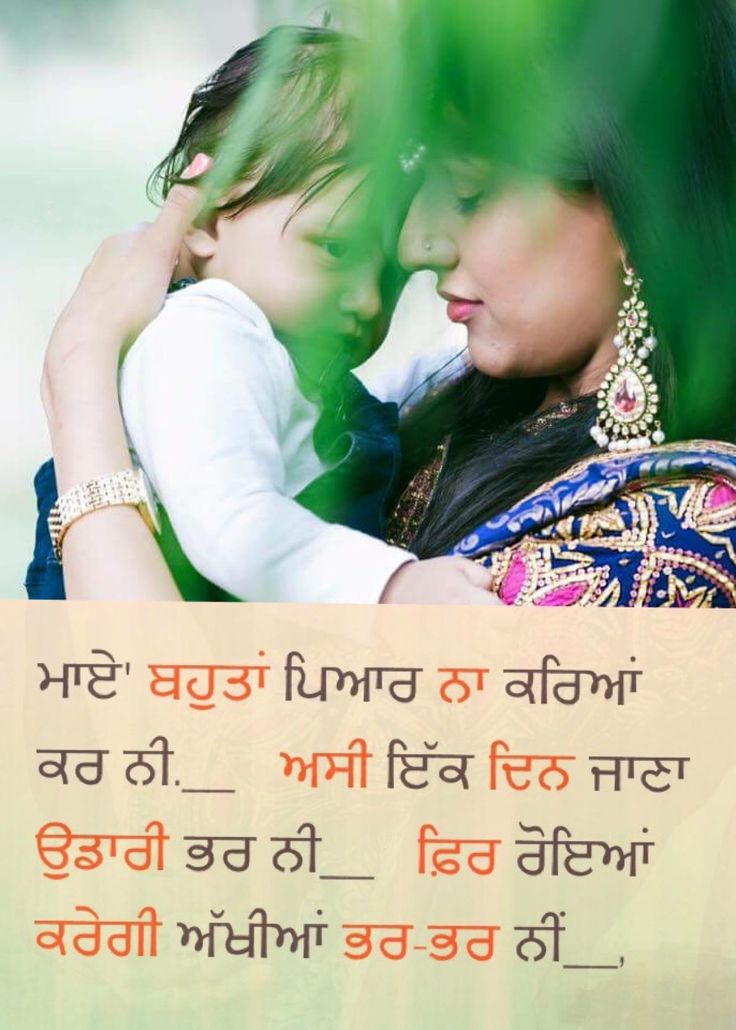 ਮਾਏ' ਬਹੁਤਾਂ ਪਿਆਰ ਨਾ ਕਰਿਆਂ
ਕਰ ਨੀ.__ ਅਸੀ ਇੱਕ ਦਿਨ ਜਾਣਾ
ਉਡਾਰੀ ਭਰ ਨੀ__ ਫ਼ਿਰ ਰੋਇਆਂ
ਕਰੇਗੀ ਅੱਖੀਆਂ ਭਰ-ਭਰ ਨੀਂ__,